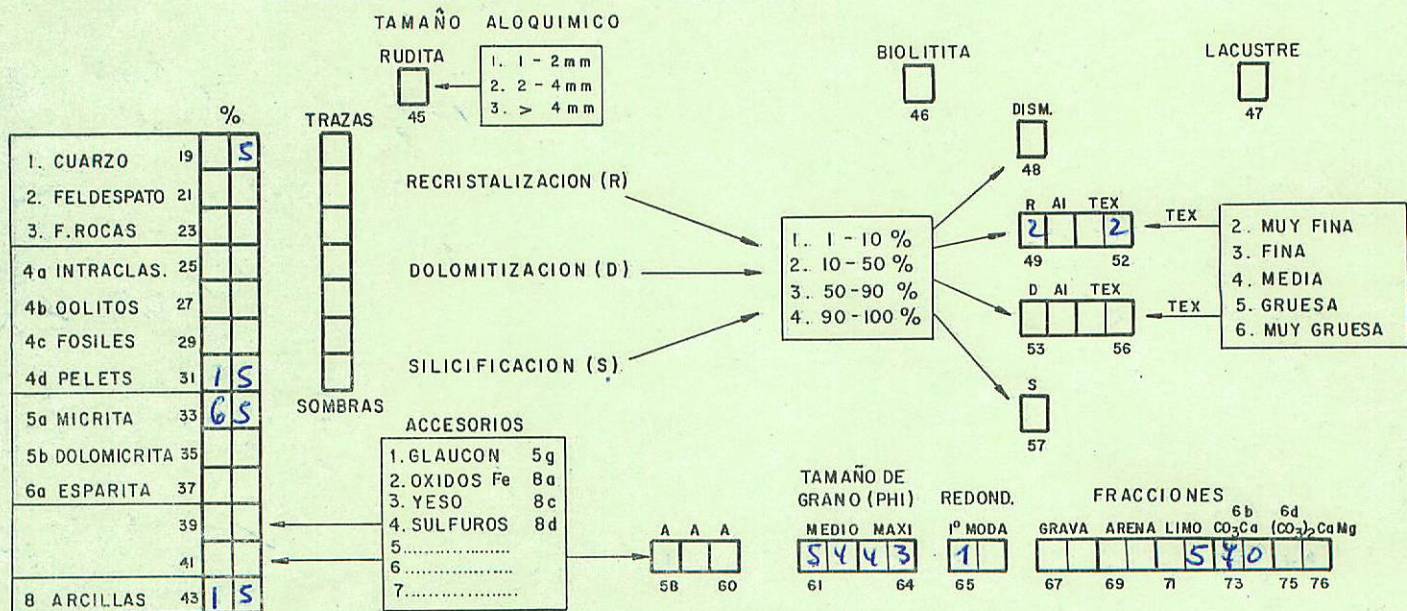 TAMAÑO ALOQUIMICO
RUDITA
45
1. 1 - 2 mm
2. 2 - 4 mm
3. > 4 mm
BIOLITITA
46
LACUSTRE
47
%
1. CUARZO 19 5
2. FELDESPATO 21
3. F.ROCAS 23
4a INTRACLAS. 25
4b OOLITOS 27
4c FOSILES 29
4d PELETS 31 1 5
5a MICRITA 33 6 5
5b DOLOMICRITA 35
6a ESPARITA 37
39
41
8 ARCILLAS 43 1 5
TRAZAS
SOMBRAS
RECRISTALIZACION (R)
DOLOMITIZACION (D)
SILICIFICACION (S)
1. 1 - 10 %
2. 10 - 50 %
3. 50 - 90 %
4. 90 - 100 %
DISM.
48
R AI TEX
2 2
49 52
D AI TEX
53 56
S
57
TEX
TEX
2. MUY FINA
3. FINA
4. MEDIA
5. GRUESA
6. MUY GRUESA
ACCESORIOS
1. GLAUCON 5g
2. OXIDOS Fe 8a
3. YESO 8c
4. SULFUROS 8d
5...................
6...................
7...................
A A A
58 60
TAMAÑO DE
GRANO (PHI)
MEDIO MAXI
5 4 4 3
61 64
REDOND.
1º MODA
1
65
FRACCIONES
6b 6d
GRAVA ARENA LIMO CO3Ca (CO3)2CaMg
5 0
67 69 71 73 75 76